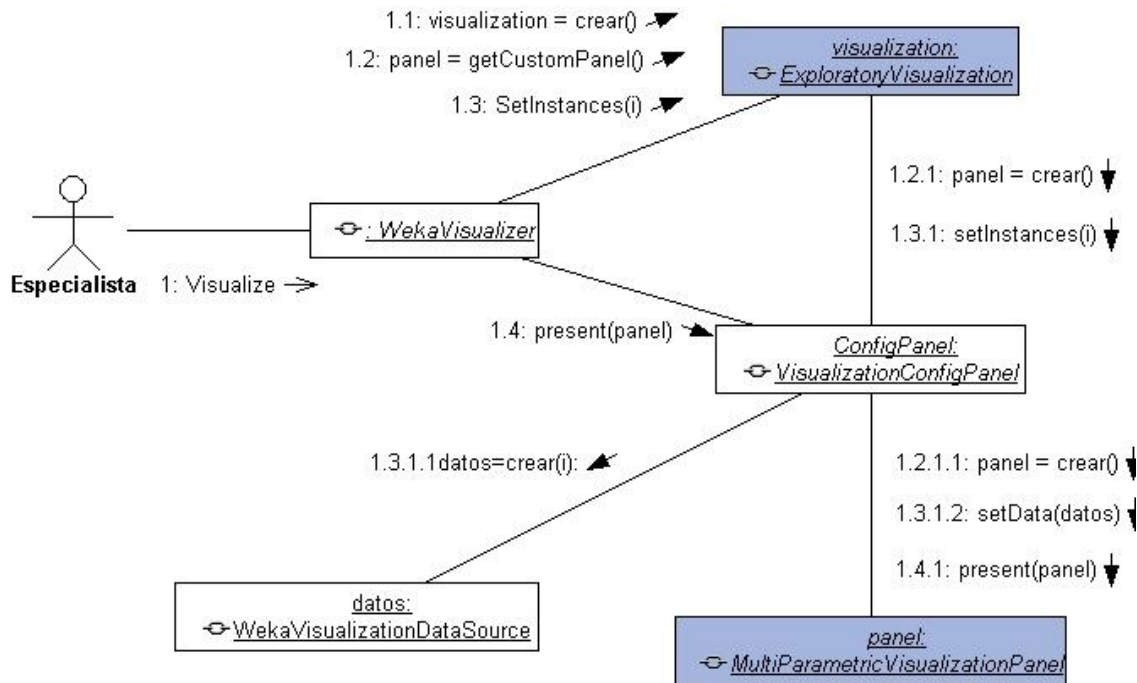 1.1: visualization = crear()
1.2: panel = getCustomPanel()
1.3: SetInstances(i)
visualization:
ExploratoryVisualization
1.2.1: panel = crear()
1.3.1: setInstances(i)
: WekaVisualizer
Especialista
1: Visualize
1.4: present(panel)
ConfigPanel:
VisualizationConfigPanel
1.3.1.1datos=crear(i):
1.2.1.1: panel = crear()
1.3.1.2: setData(datos)
1.4.1: present(panel)
datos:
WekaVisualizationDataSource
panel:
MultiParametricVisualizationPanel